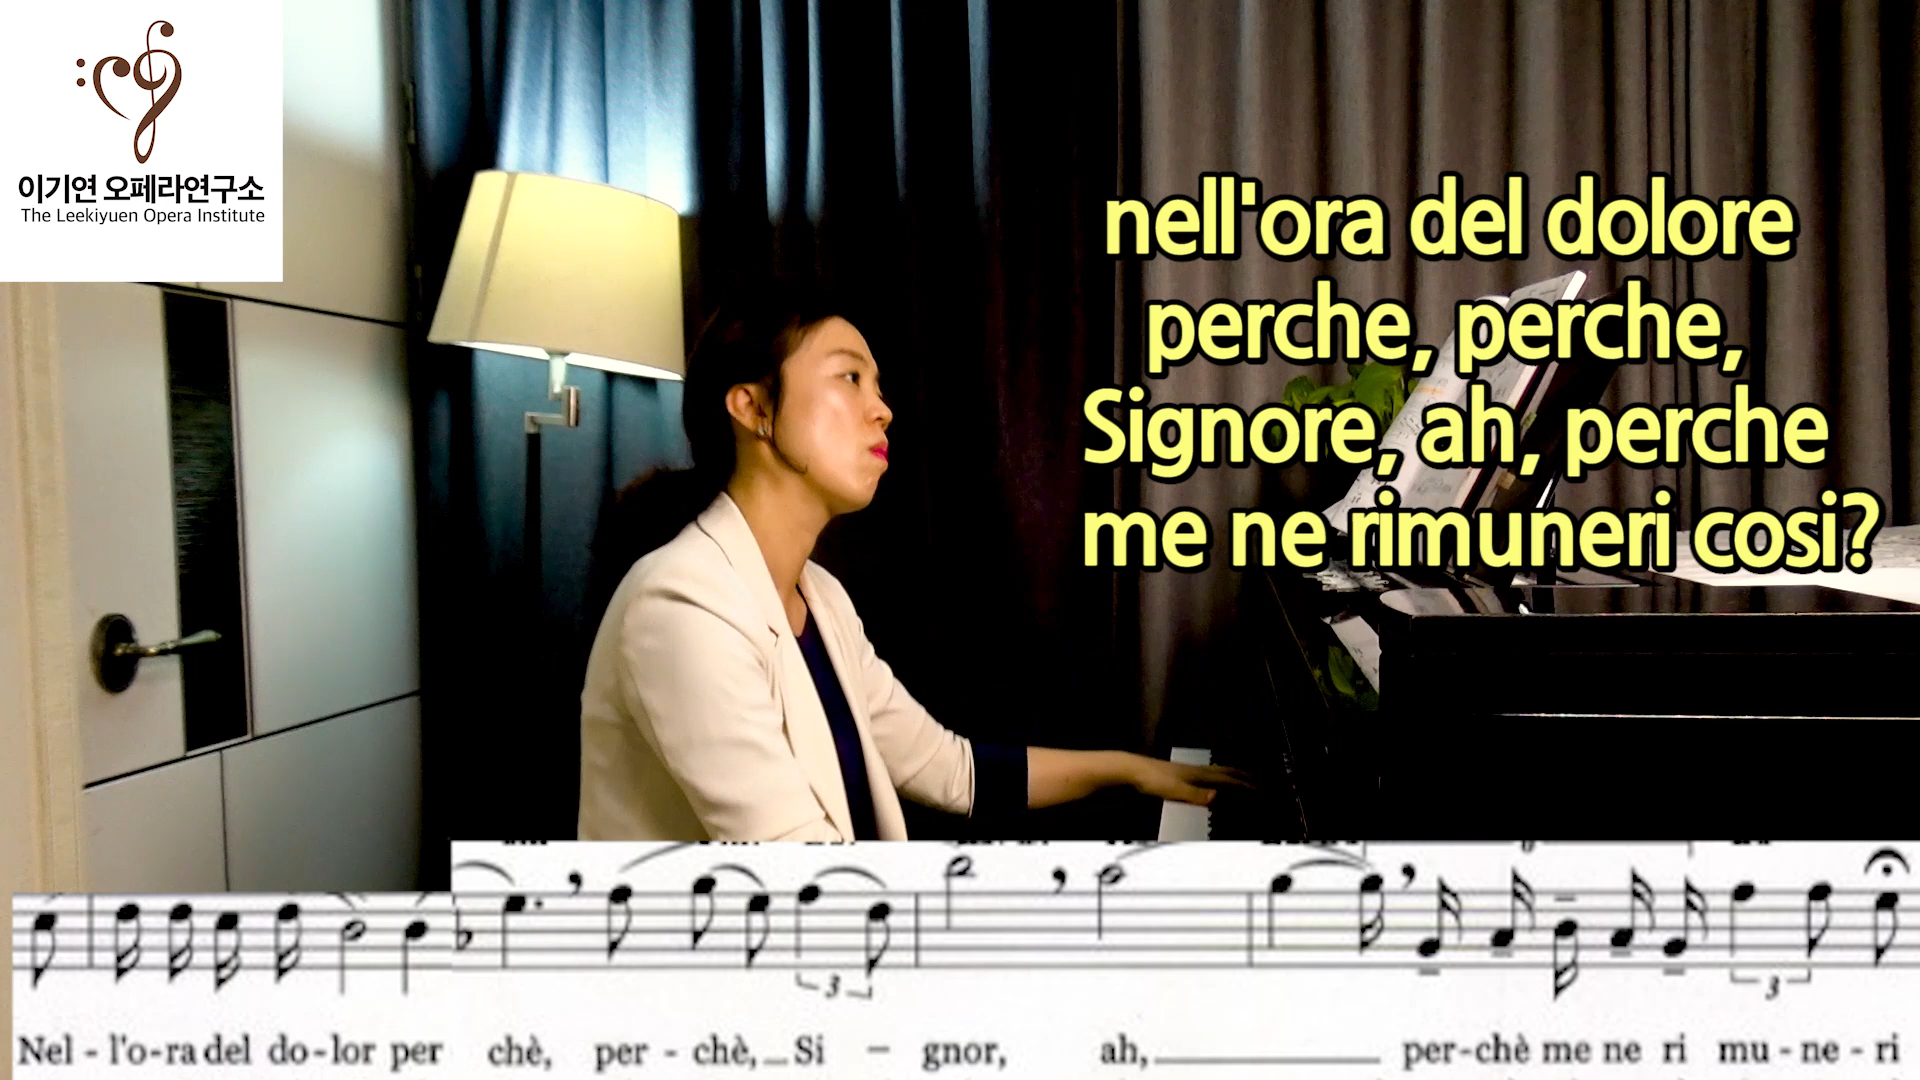 이기연 오페라연구소
The Leekiyuen Opera Institute
nell'ora del dolore
perche, perche,
Signore, ah, perche
me ne rimuneri cosi?
3
3
Nel - l'o-ra del do-lor per chè, per - chè, Si - gnor, ah, per-chè me ne ri mu - ne - ri